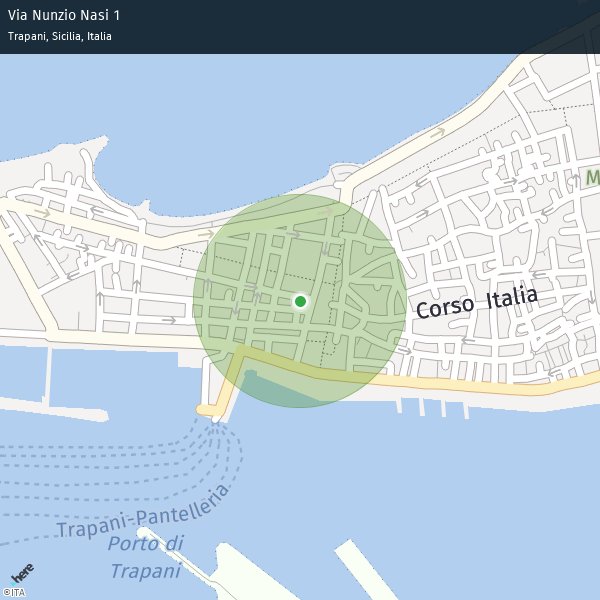 Via Nunzio Nasi 1
Trapani, Sicilia, Italia
M
Corso Italia
Trapani-Pantelleria
Porto di
Trapani
here
©ITA